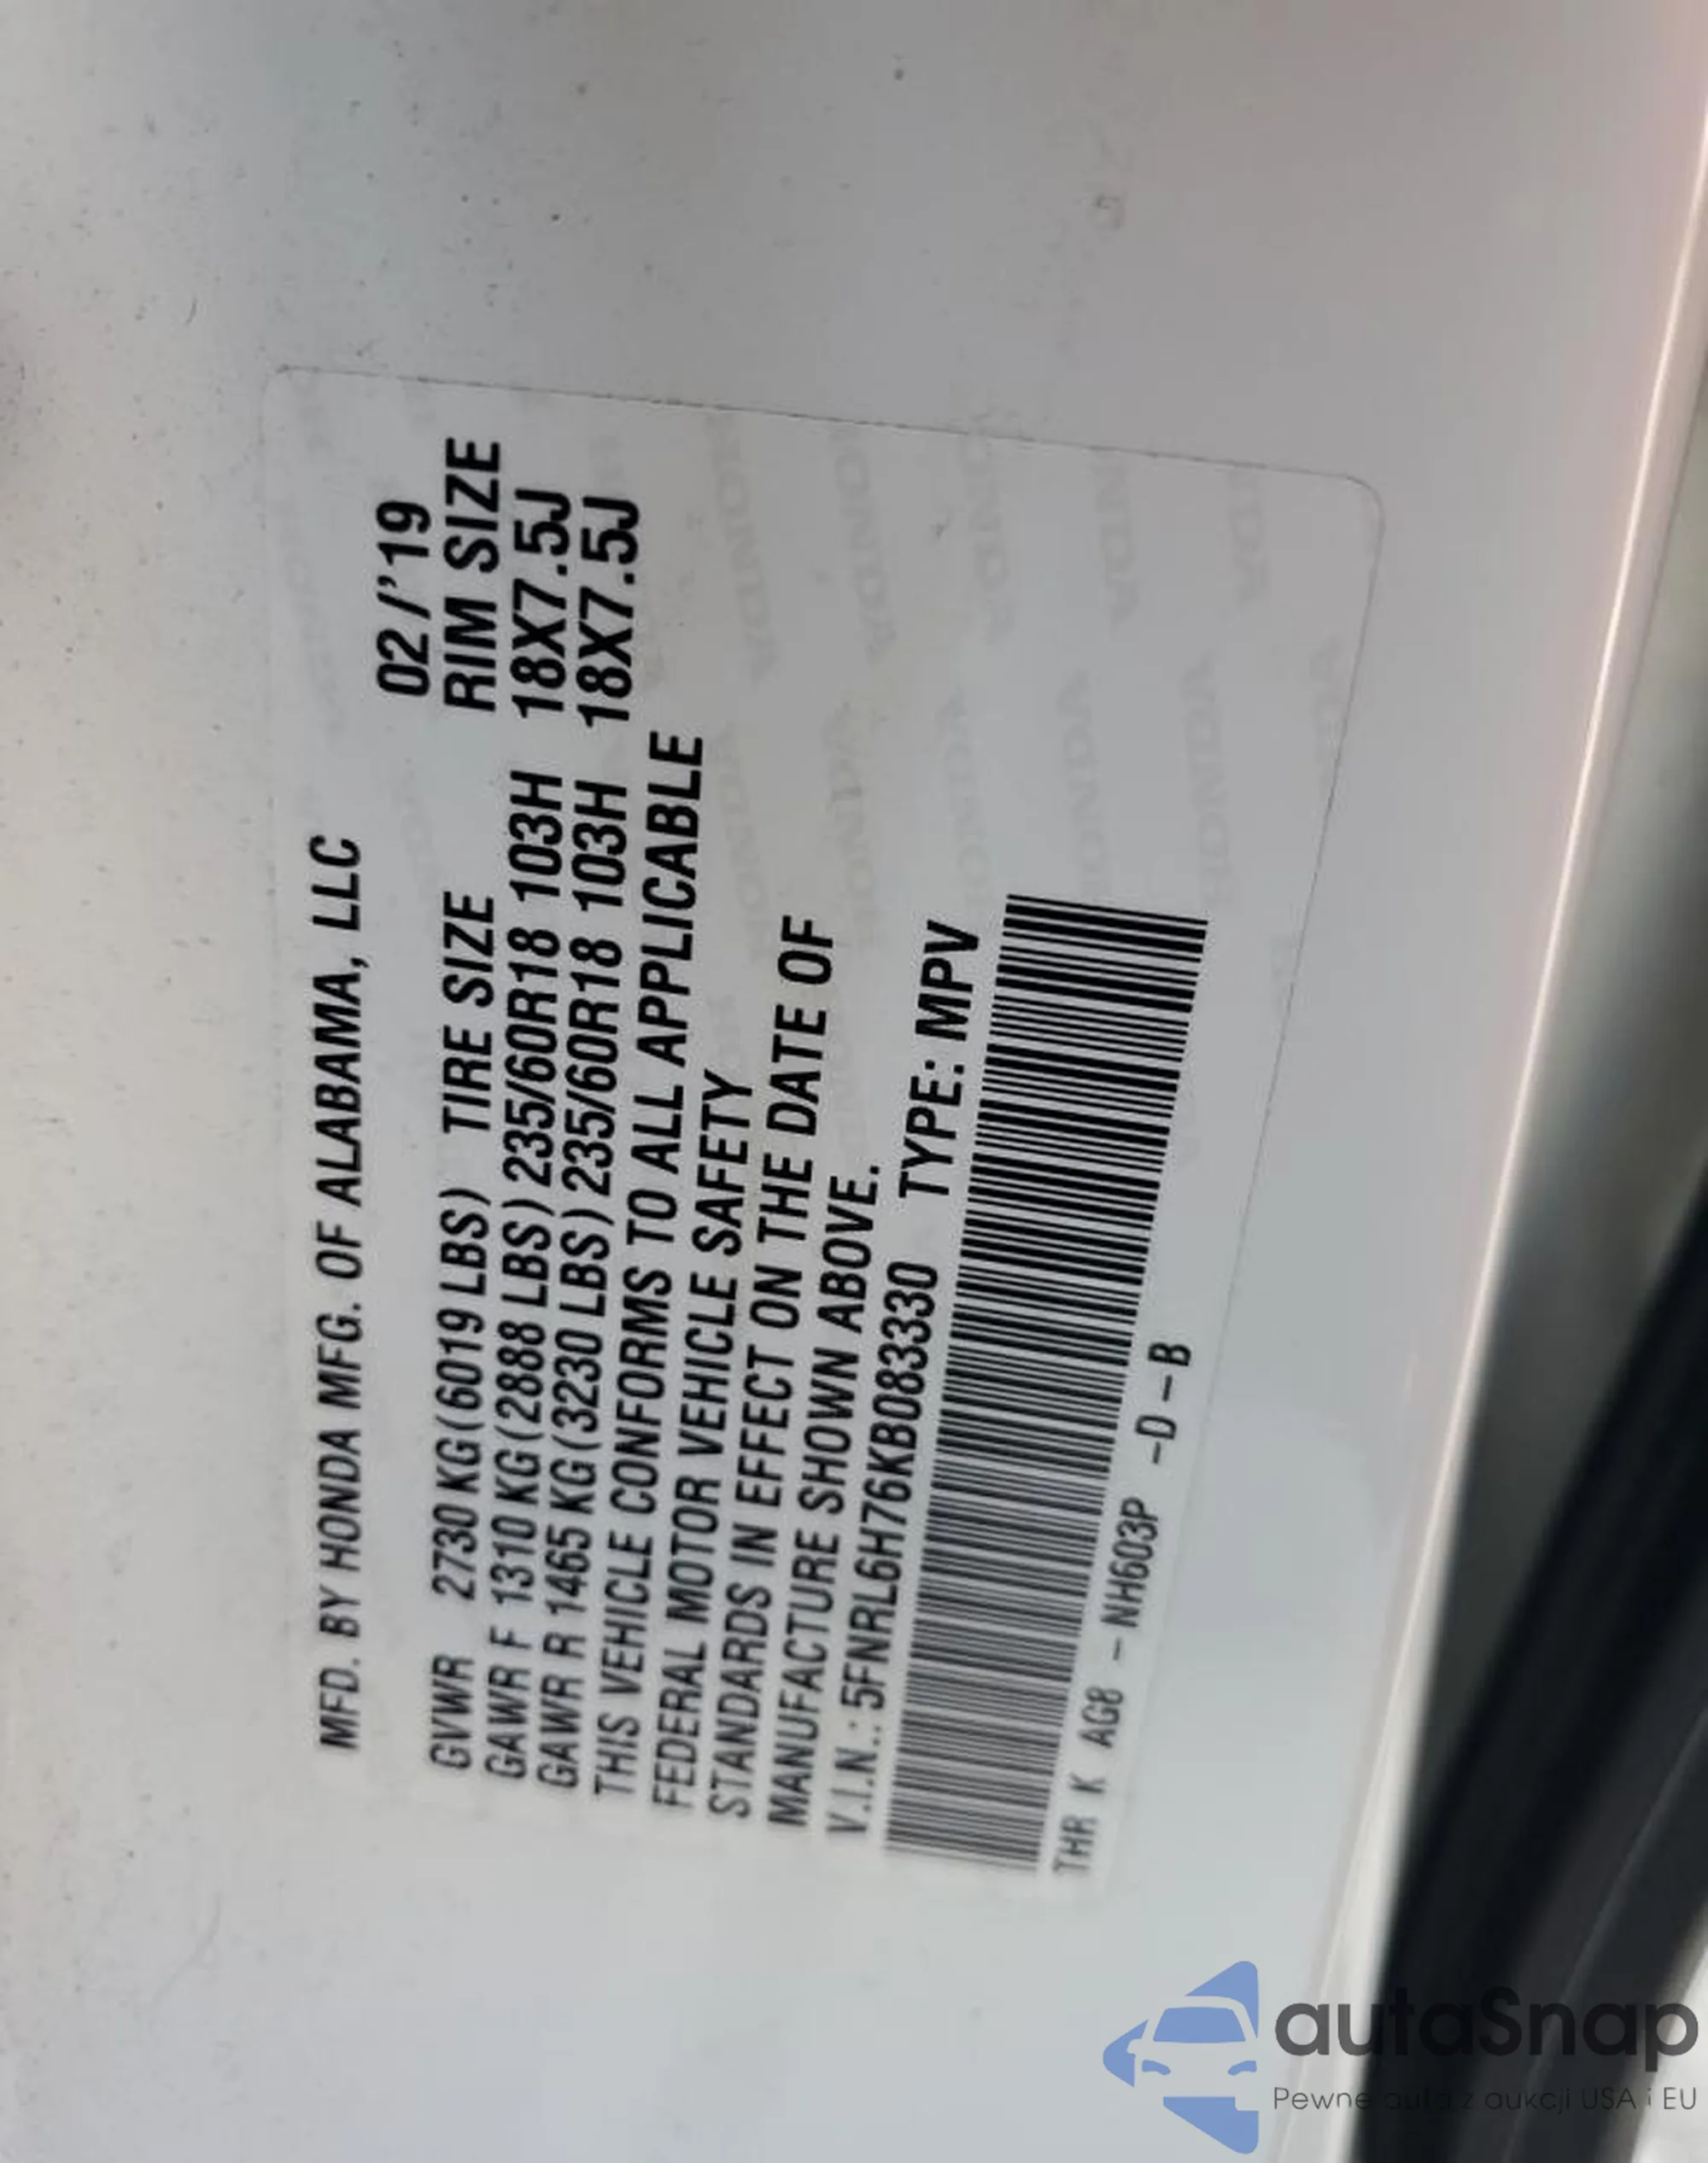 MFD. BY HONDA MFG. OF ALABAMA, LLC
02/'19
GVWR 2730 KG(6019 LBS) TIRE SIZE RIM SIZE
GAWR F 1310 KG(2888 LBS) 235/60R18 103H 18X7.5J
GAWR R 1465 KG(3230 LBS) 235/60R18 103H 18X7.5J
THIS VEHICLE CONFORMS TO ALL APPLICABLE
FEDERAL MOTOR VEHICLE SAFETY
STANDARDS IN EFFECT ON THE DATE OF
MANUFACTURE SHOWN ABOVE.
V.I.N.: 5FNRL6H76KB083330 TYPE: MPV
THR K AG8 -NH603P -D-B
autaSnap
Pewne auta z aukcji USA i EU